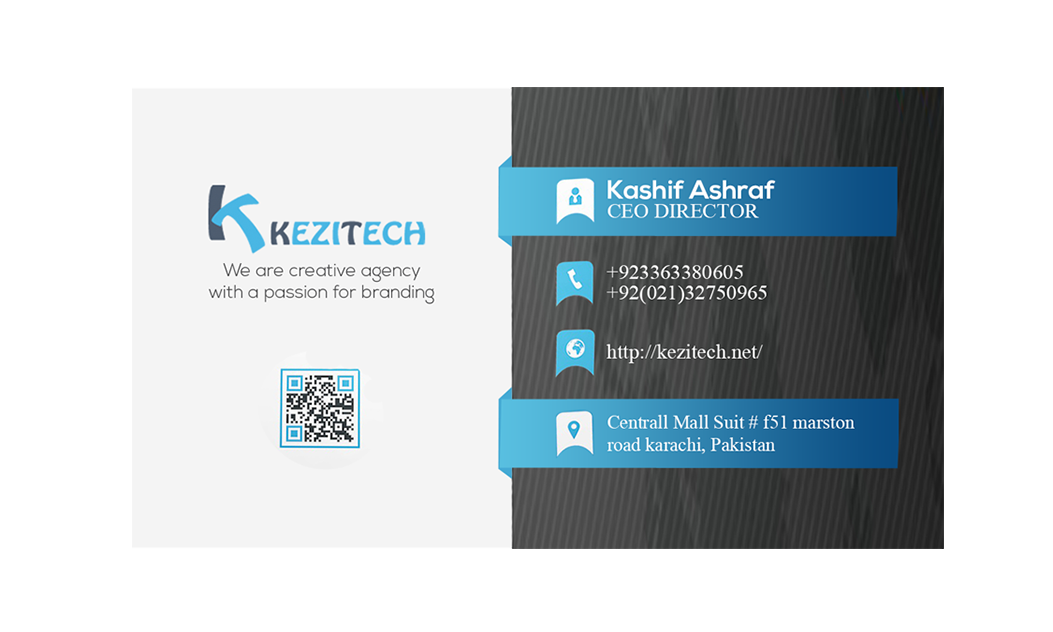 KEZITECH
We are creative agency
with a passion for branding
Kashif Ashraf
CEO DIRECTOR
+923363380605
+92(021)32750965
http://kezitech.net/
Centrall Mall Suit # f51 marston
road karachi, Pakistan